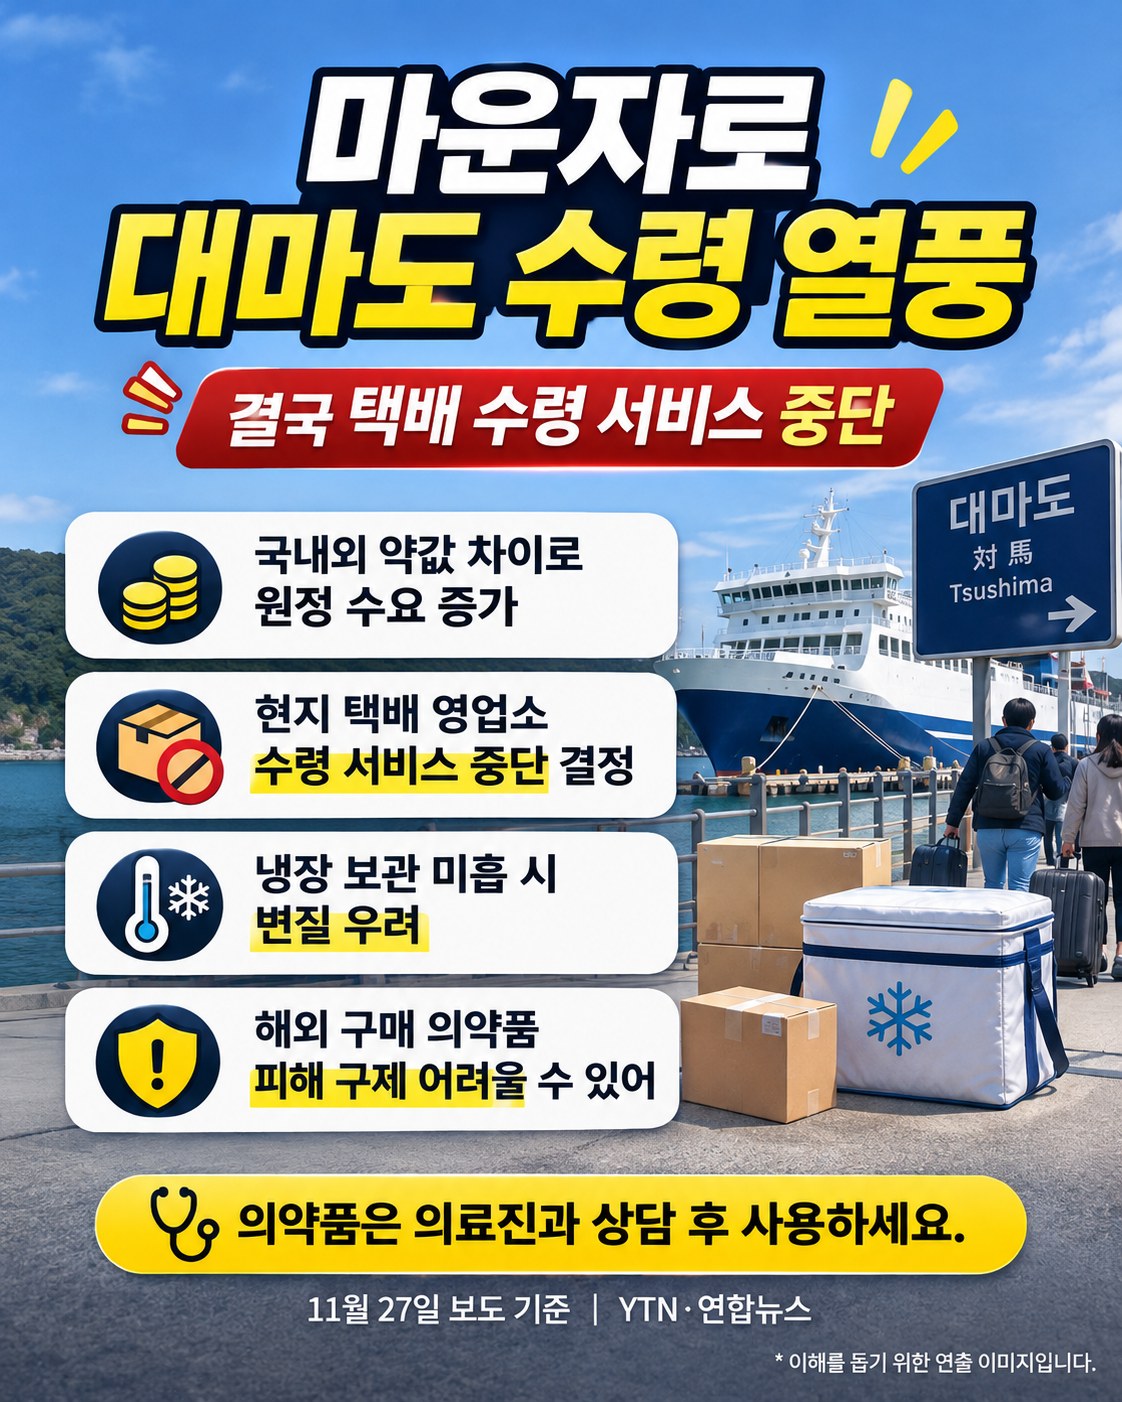 마운자로
대마도 수령 열풍
결국 택배 수령 서비스 중단
대마도
対馬
Tsushima
국내외 약값 차이로
원정 수요 증가
현지 택배 영업소
수령 서비스 중단 결정
냉장 보관 미흡 시
변질 우려
해외 구매 의약품
피해 구제 어려울 수 있어
의약품은 의료진과 상담 후 사용하세요.
11월 27일 보도 기준 | YTN · 연합뉴스
* 이해를 돕기 위한 연출 이미지입니다.